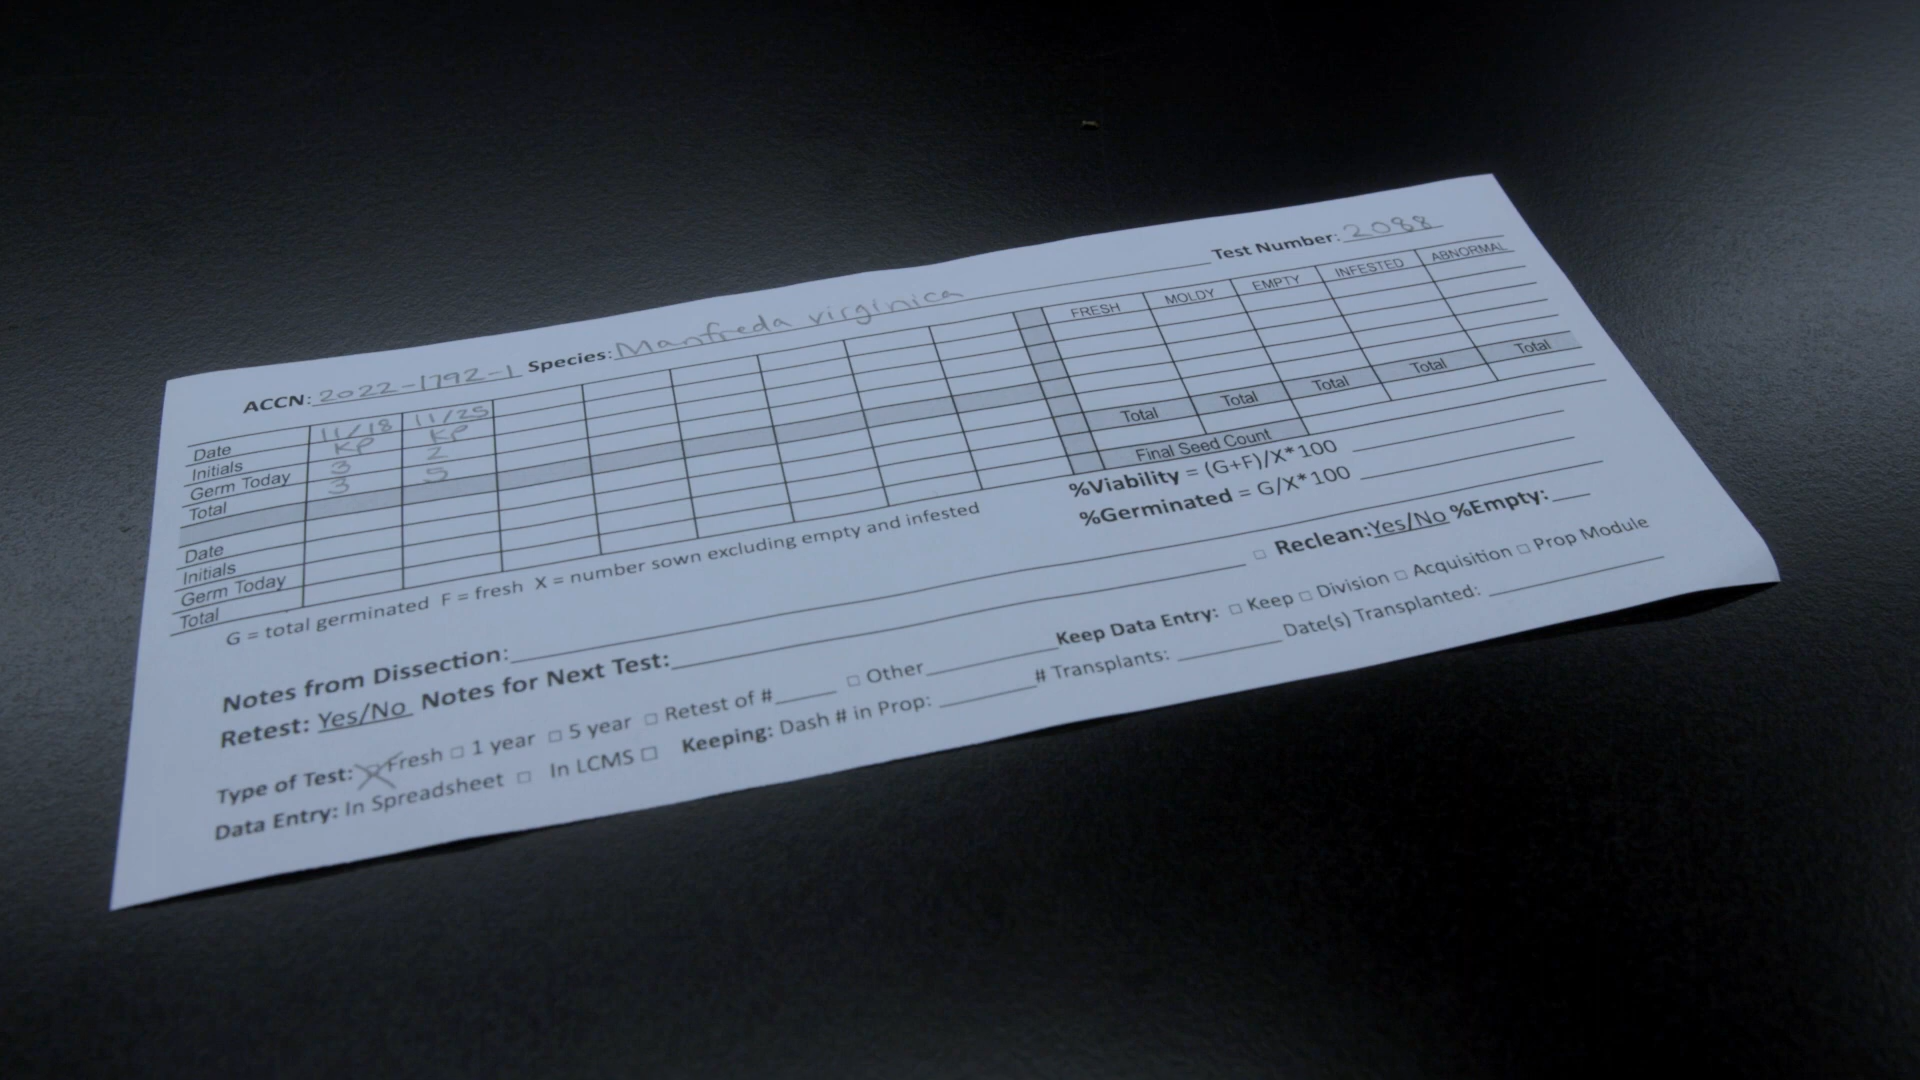 ACCN: 2022-1792-1 Species: Manfreda virginica Test Number: 2088
Date 11/18 11/25 FRESH MOLDY EMPTY INFESTED ABNORMAL
Initials KP KP
Germ Today 3 2
Total 3 5
Total Total Total Total Total
Date
Final Seed Count
Initials
Germ Today
Total
%Viability = (G+F)/X*100
%Germinated = G/X*100
G = total germinated F = fresh X = number sown excluding empty and infested
Notes from Dissection: □ Reclean: Yes/No %Empty:
Retest: Yes/No Notes for Next Test:
Keep Data Entry: □ Keep □ Division □ Acquisition □ Prop Module
Type of Test: ☒ Fresh □ 1 year □ 5 year □ Retest of # □ Other
Data Entry: In Spreadsheet □ In LCMS □ Keeping: Dash # in Prop: # Transplants: Date(s) Transplanted: